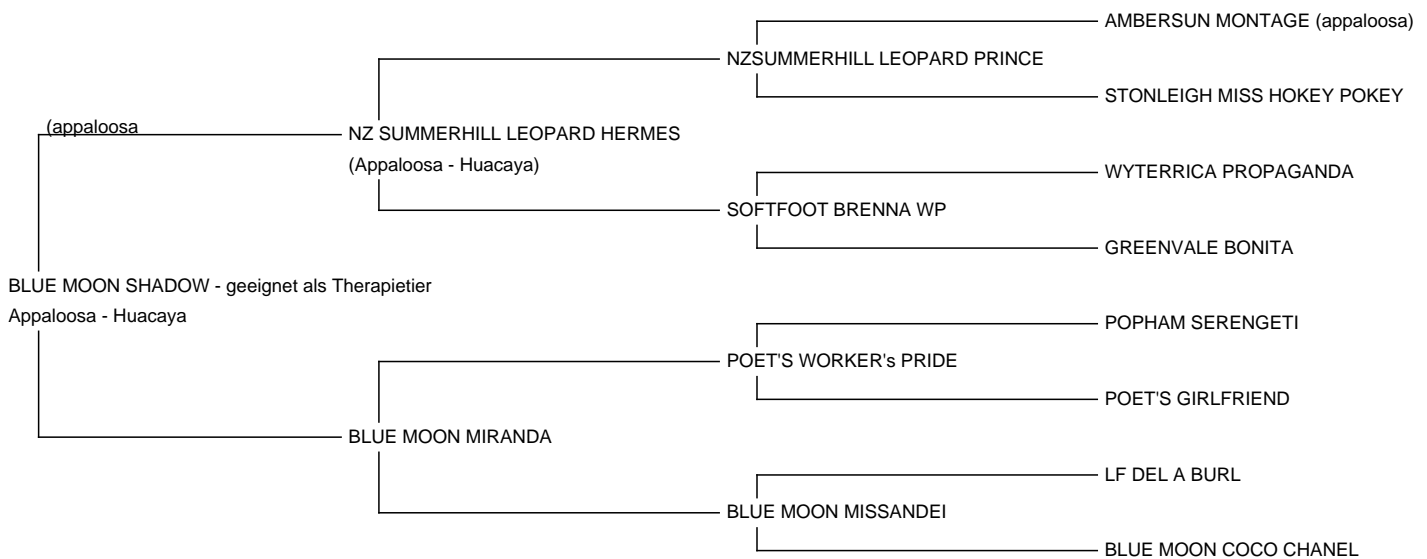 AMBERSUN MONTAGE (appaloosa)
NZSUMMERHILL LEOPARD PRINCE
STONLEIGH MISS HOKEY POKEY
(appaloosa
NZ SUMMERHILL LEOPARD HERMES
(Appaloosa - Huacaya)
WYTERRICA PROPAGANDA
SOFTFOOT BRENNA WP
GREENVALE BONITA
BLUE MOON SHADOW - geeignet als Therapietier
Appaloosa - Huacaya
POPHAM SERENGETI
POET'S WORKER's PRIDE
POET'S GIRLFRIEND
BLUE MOON MIRANDA
LF DEL A BURL
BLUE MOON MISSANDEI
BLUE MOON COCO CHANEL